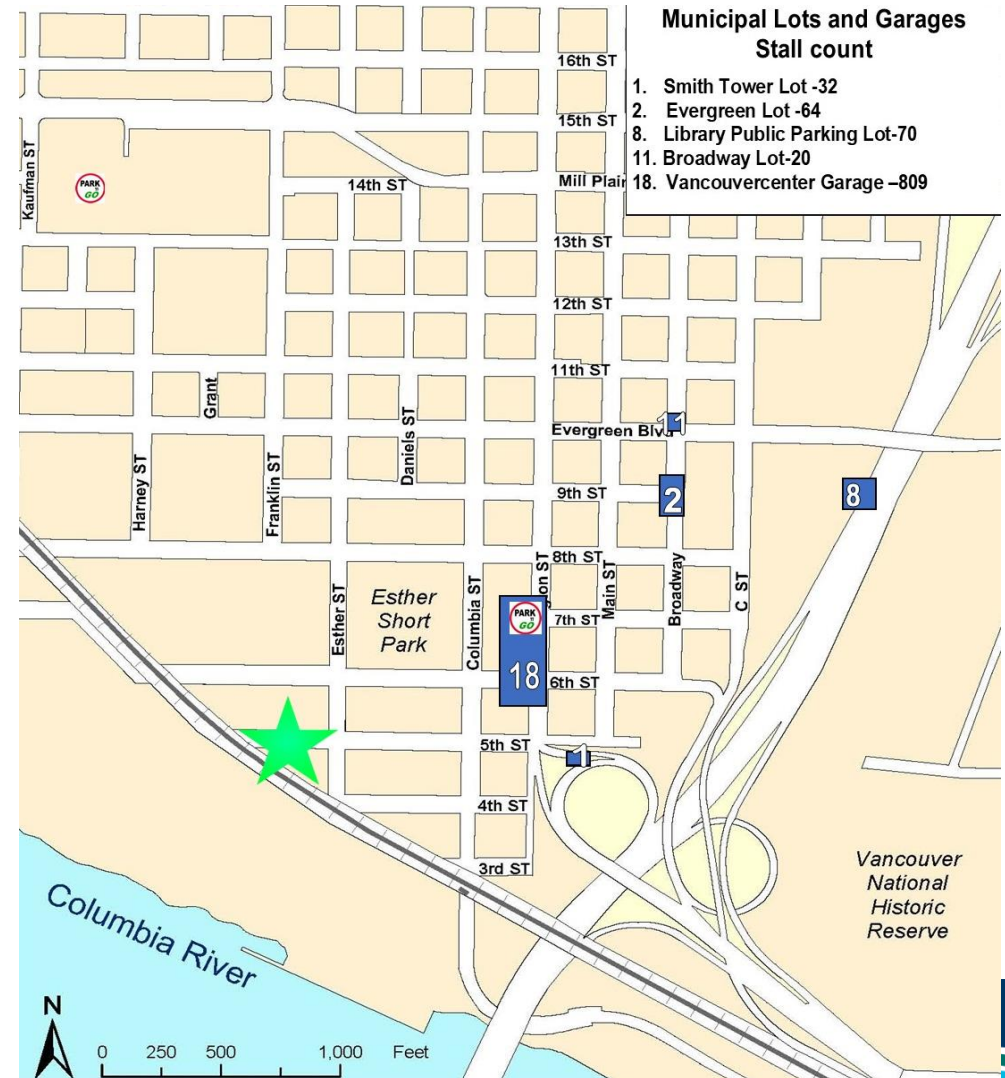 Municipal Lots and Garages
Stall count
1. Smith Tower Lot -32
2. Evergreen Lot -64
8. Library Public Parking Lot-70
11. Broadway Lot-20
18. Vancouvercenter Garage –809
16th ST
15th ST
Kaufman ST
PARK
n
GO
14th ST
Mill Plain
13th ST
12th ST
11th ST
Grant
Daniels ST
11
Evergreen Blvd
Harney ST
Franklin ST
9th ST
2
8
8th ST
Esther ST
Esther
Short
Park
Columbia ST
Main ST
Broadway
C ST
PARK
n
GO
7th ST
18
6th ST
5th ST
1
4th ST
3rd ST
Vancouver
National
Historic
Reserve
Columbia River
N
0 250 500 1,000 Feet